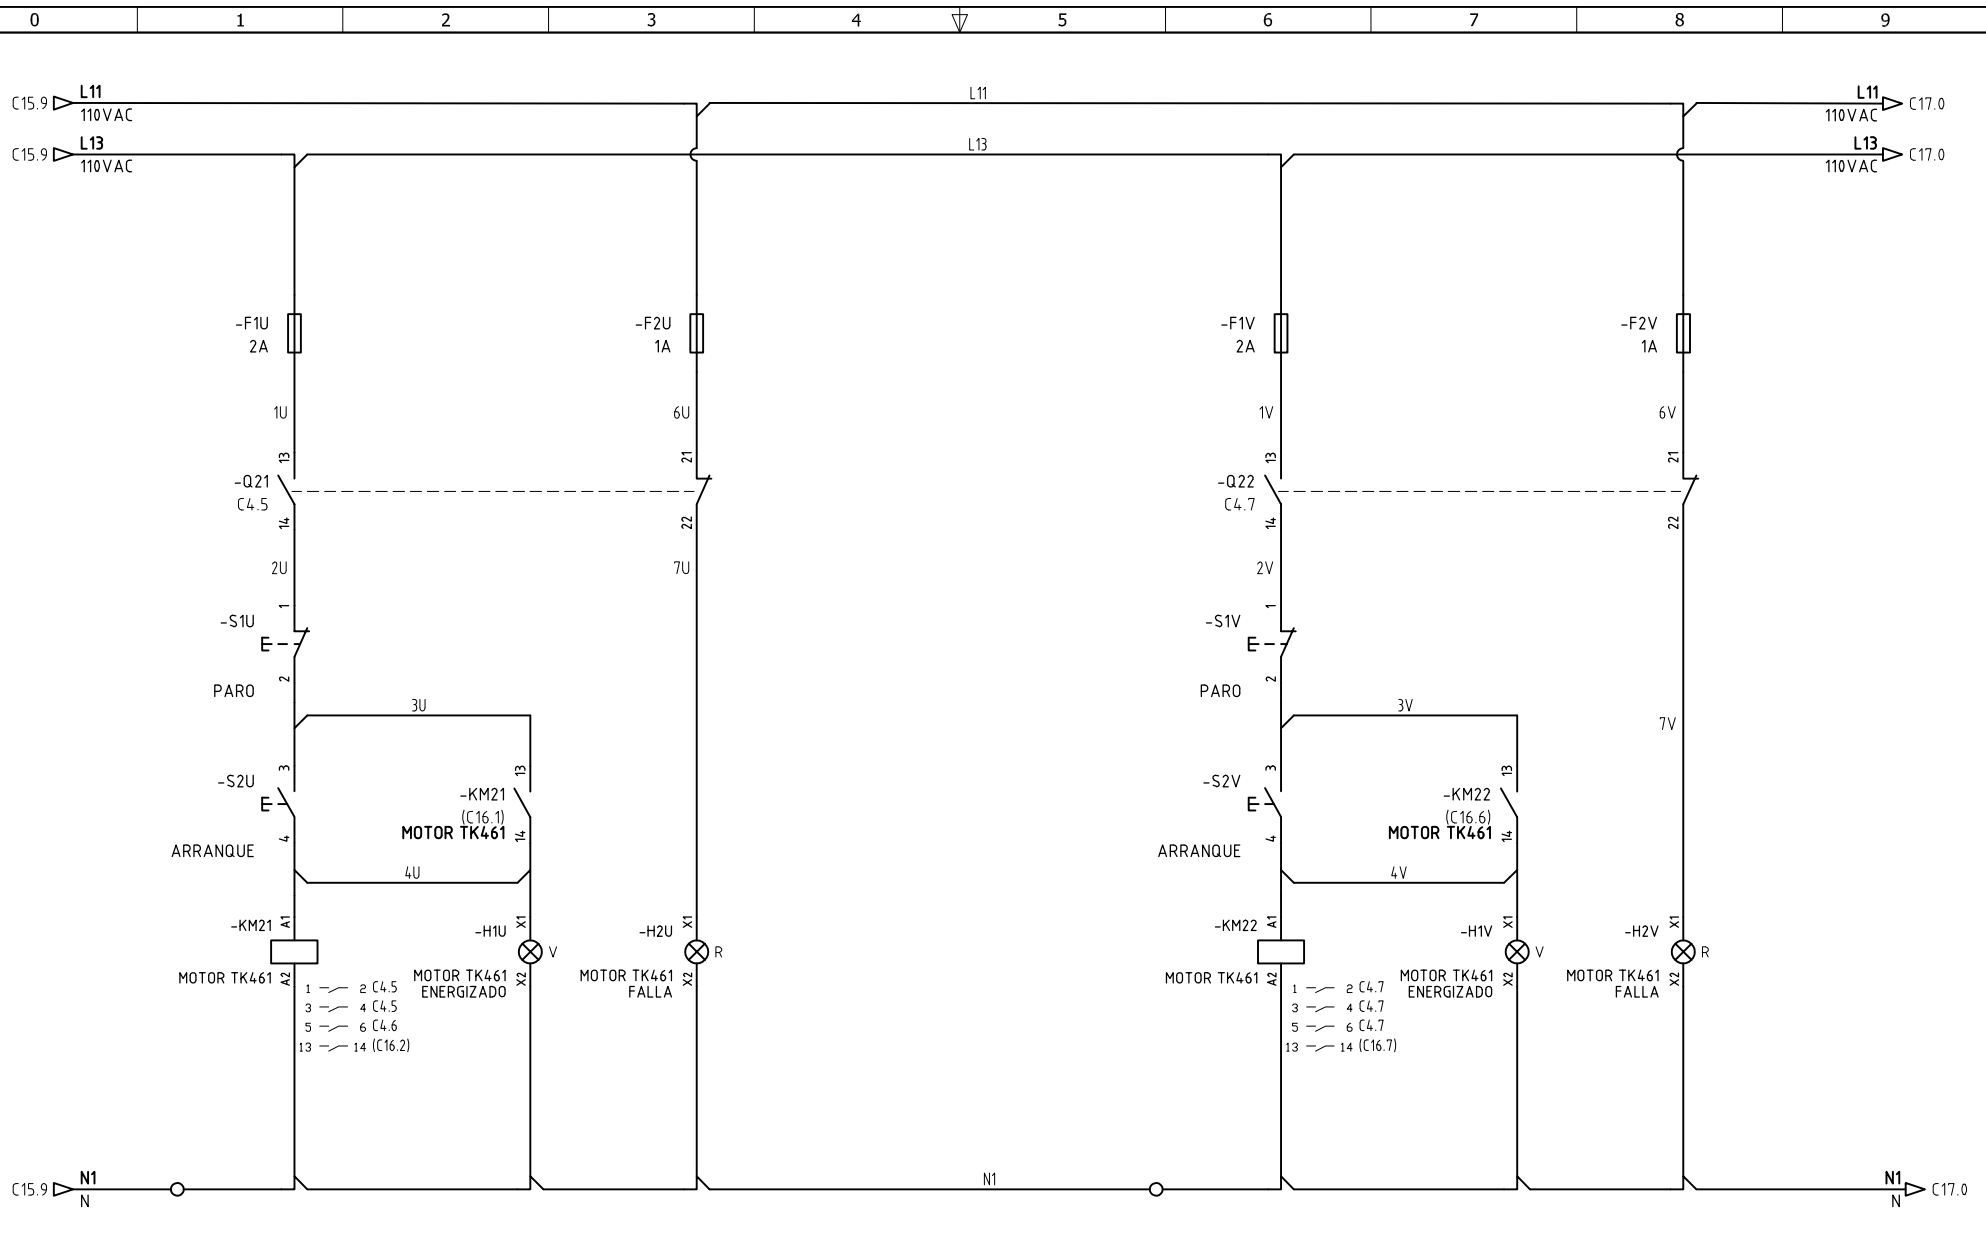 0 1 2 3 4 5 6 7 8 9
C15.9 L11 L11 L11 C17.0
110VAC 110VAC
C15.9 L13 L13 L13 C17.0
110VAC 110VAC
-F1U -F2U -F1V -F2V
2A 1A 2A 1A
1U 6U 1V 6V
13 21 13 21
-Q21 -Q22
C4.5 C4.7
14 22 14 22
2U 7U 2V
1 1
-S1U -S1V
2 2
PARO PARO
3U 3V
7V
3 13 3 13
-S2U -S2V
-KM21 -KM22
(C16.1) (C16.6)
MOTOR TK461 MOTOR TK461
4 14 4 14
ARRANQUE ARRANQUE
4U 4V
A1 X1 X1 A1 X1 X1
-KM21 -H1U -H2U -KM22 -H1V -H2V
V R V R
MOTOR TK461 MOTOR TK461 MOTOR TK461 MOTOR TK461 MOTOR TK461 MOTOR TK461
A2 X2 X2 A2 X2 X2
ENERGIZADO FALLA ENERGIZADO FALLA
1 2 C4.5 1 2 C4.7
3 4 C4.5 3 4 C4.7
5 6 C4.6 5 6 C4.7
13 14 (C16.2) 13 14 (C16.7)
C15.9 N1 N1 N1 C17.0
N N